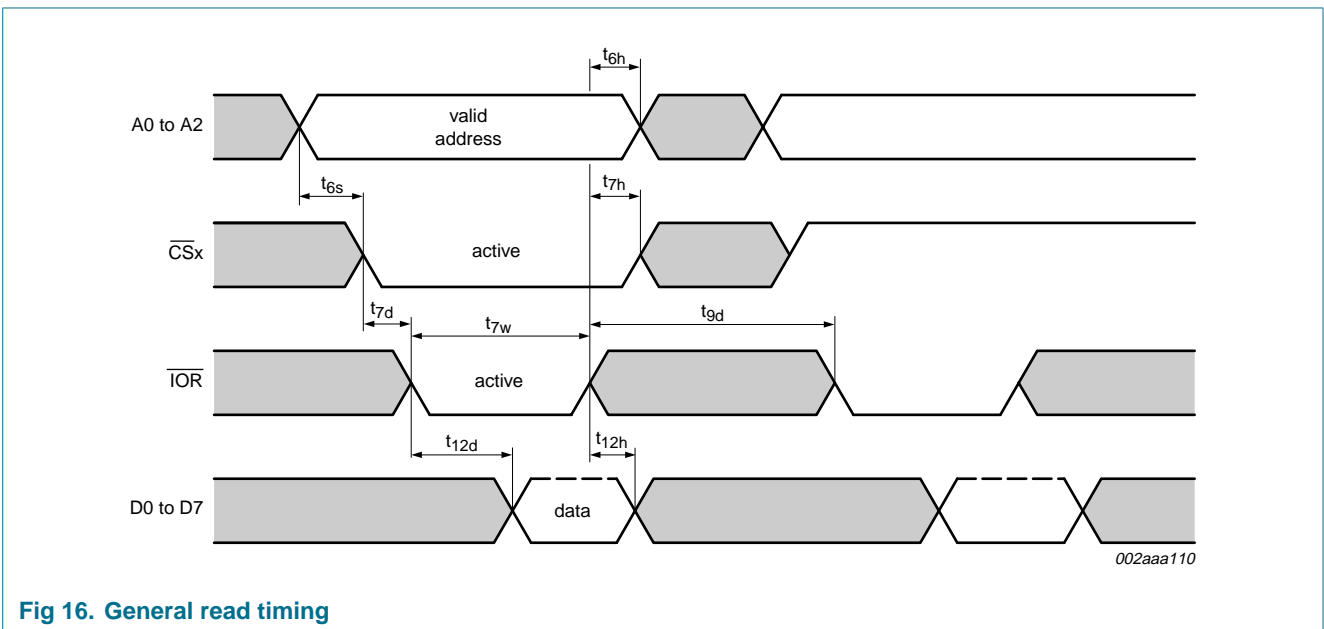 t6h
A0 to A2
valid
address
t6s
t7h
CSx
active
t7d
t7w
t9d
IOR
active
t12d
t12h
D0 to D7
data
002aaa110
Fig 16. General read timing